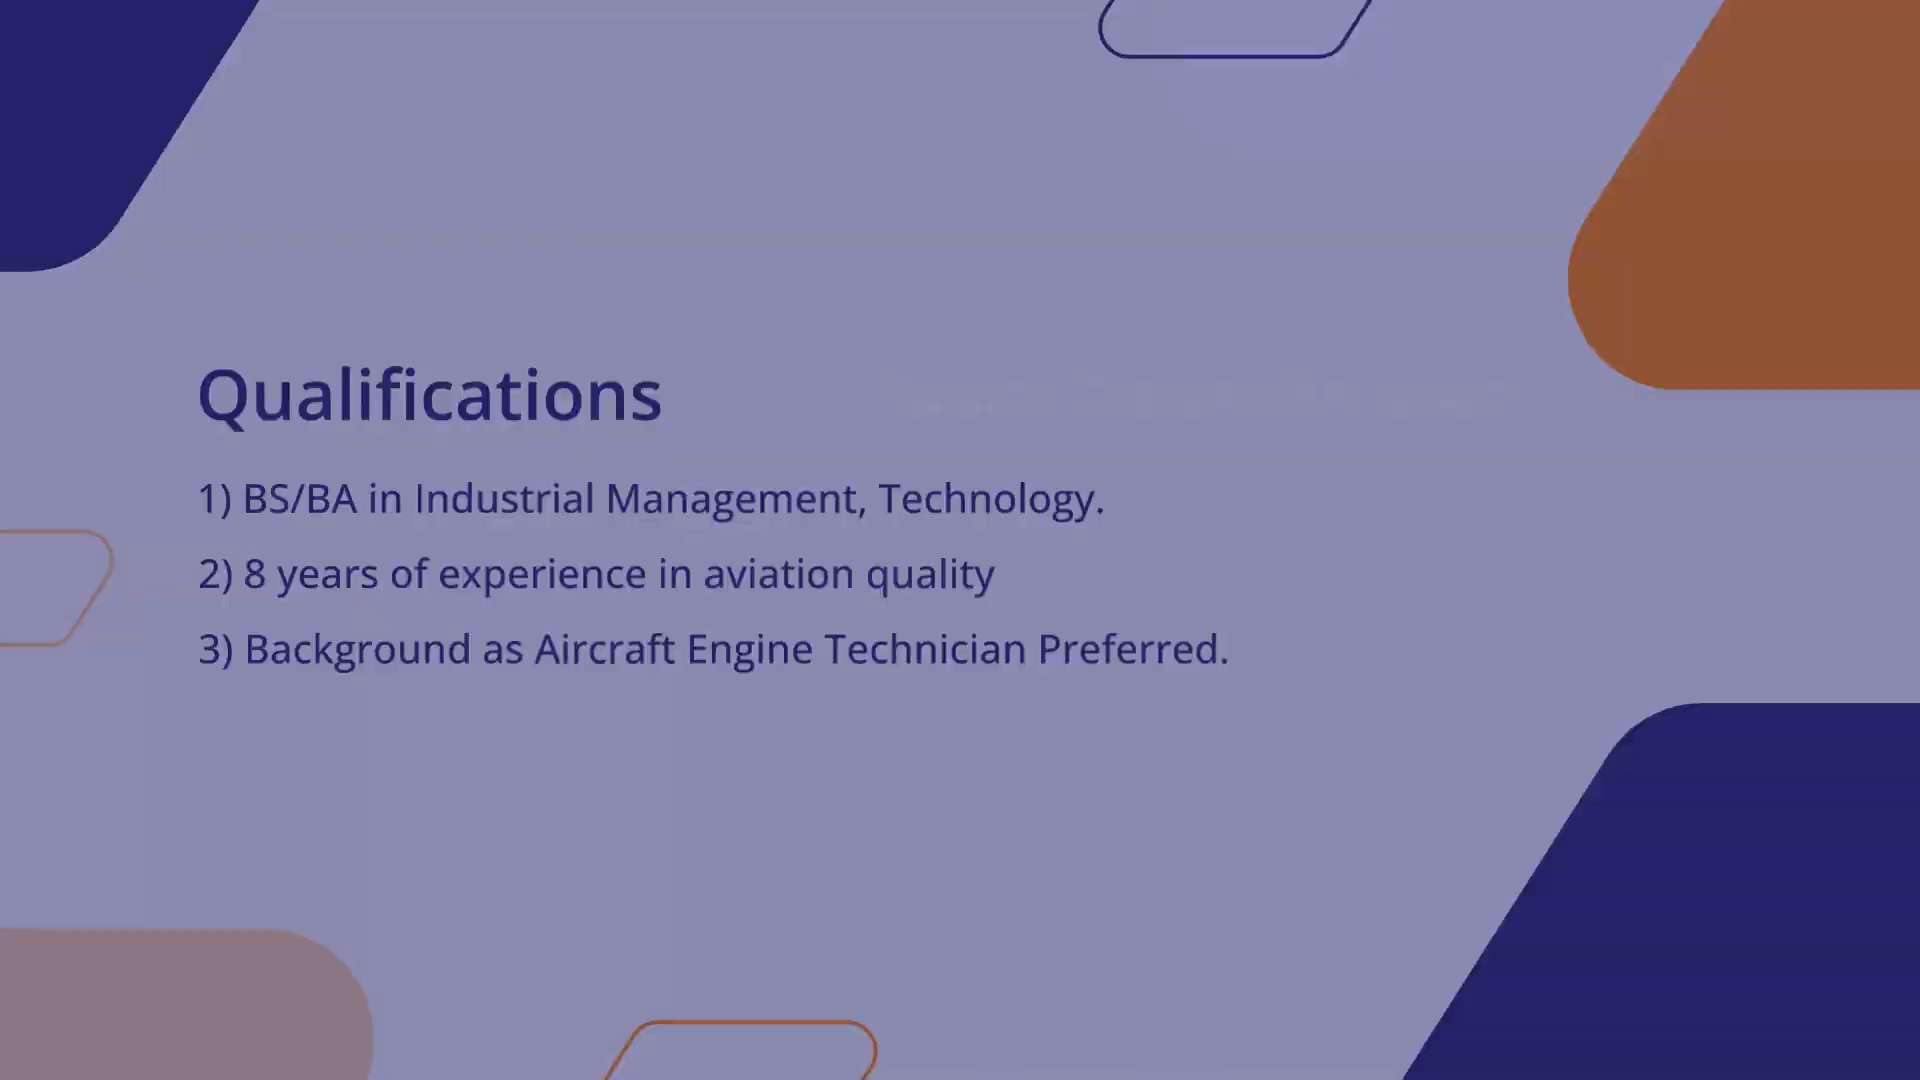 Qualifications
1) BS/BA in Industrial Management, Technology.
2) 8 years of experience in aviation quality
3) Background as Aircraft Engine Technician Preferred.